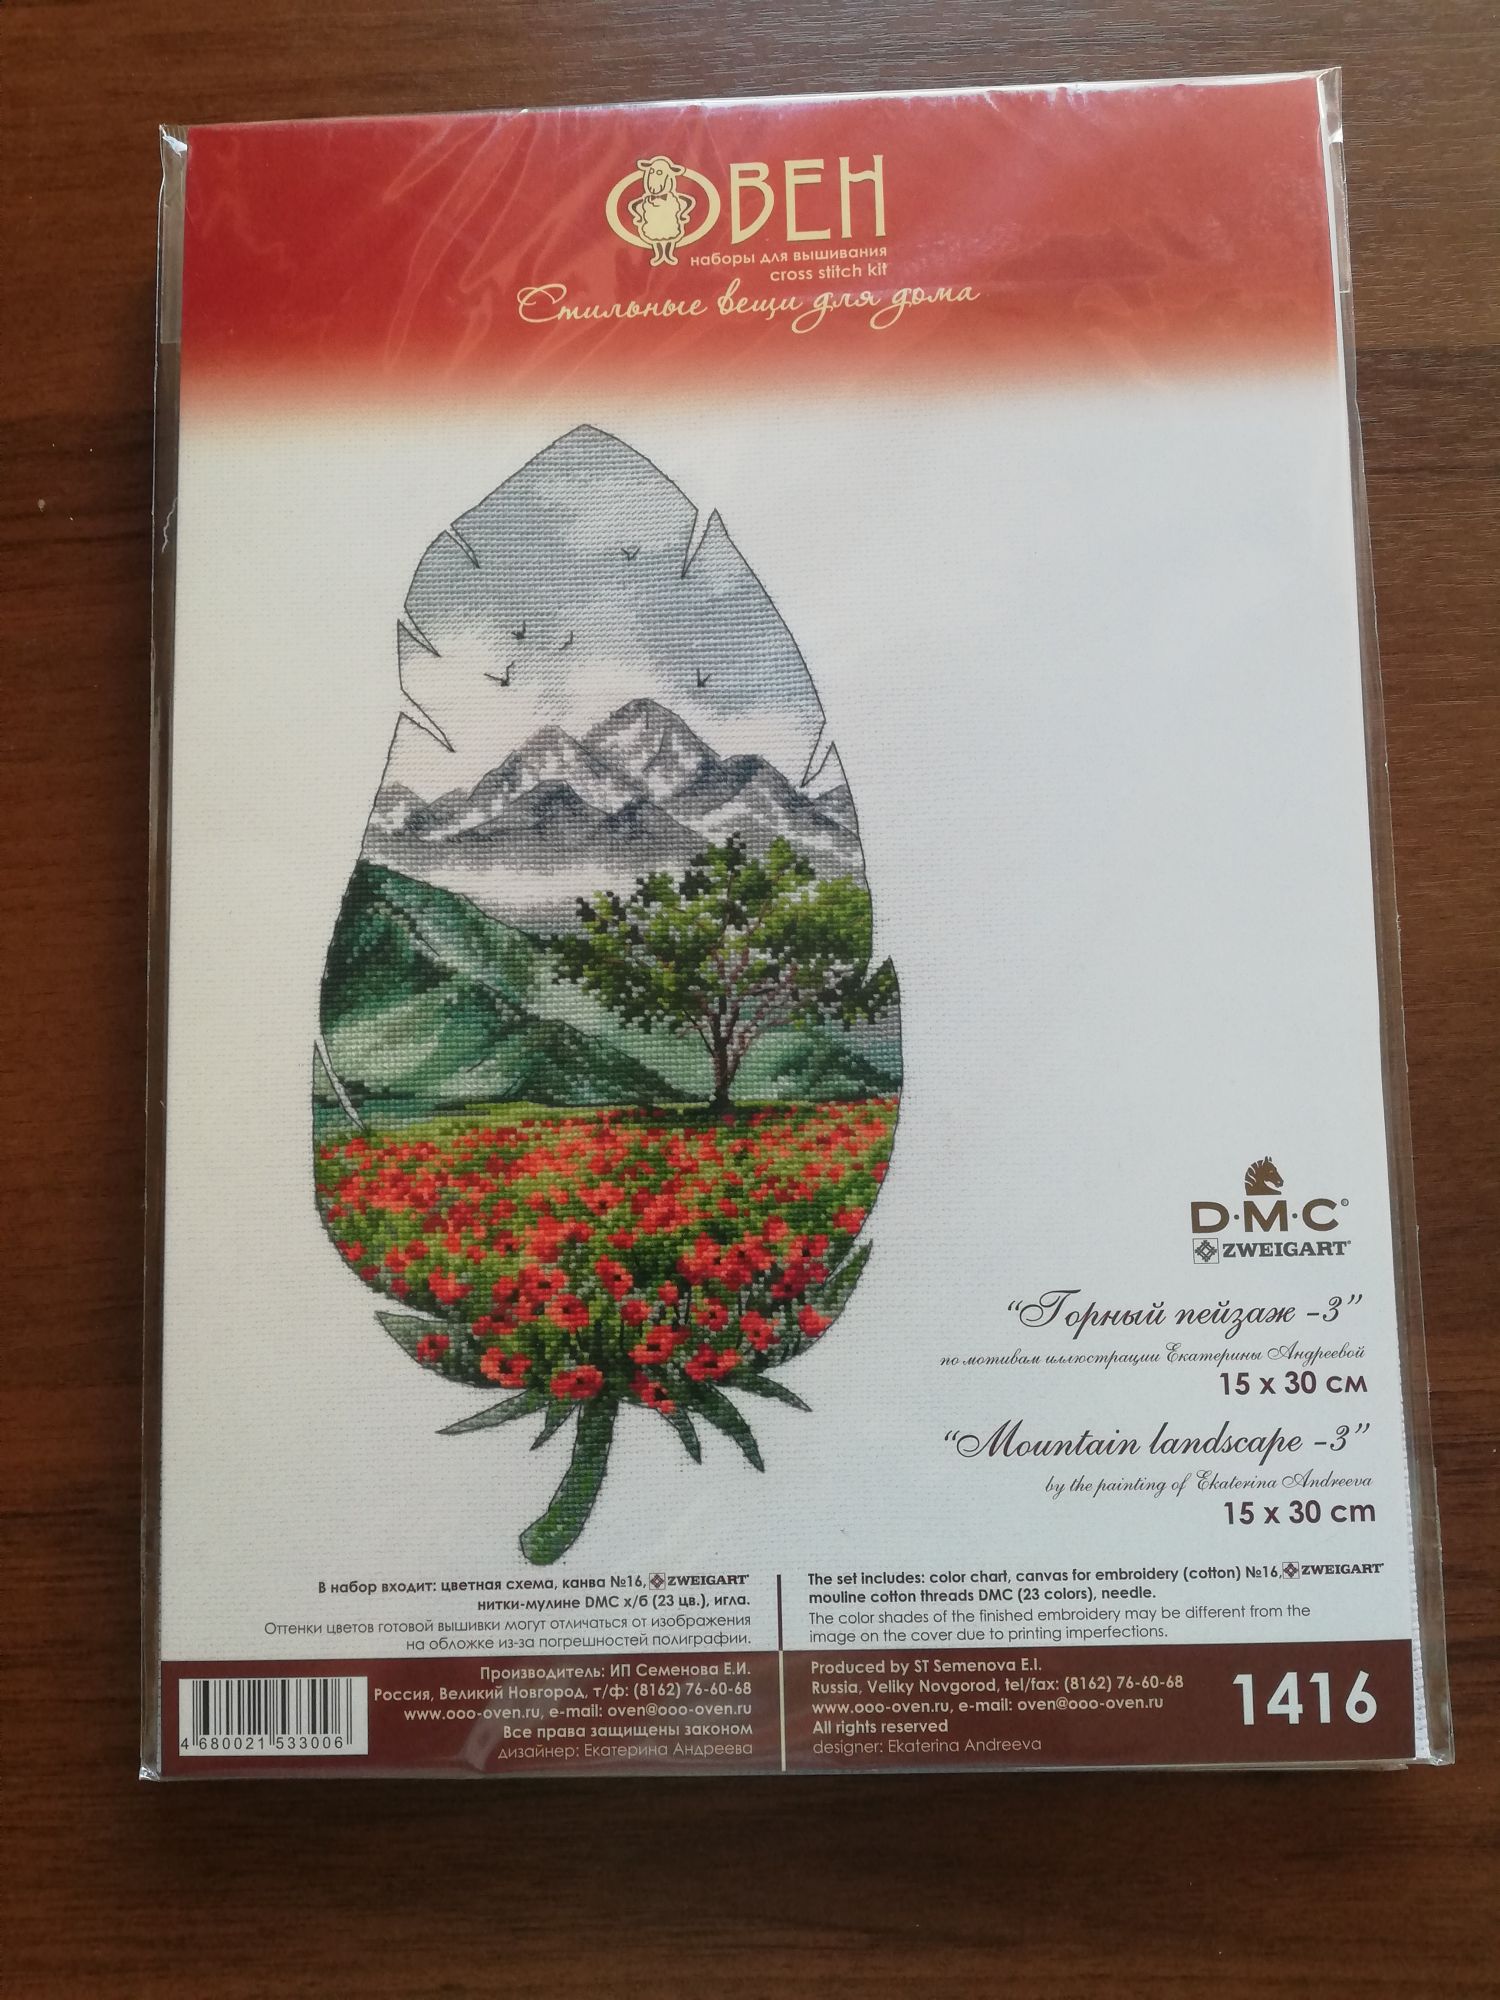 ОВЕН
наборы для вышивания
cross stitch kit
Стильные вещи для дома
D·M·C®
ZWEIGART®
“Горный пейзаж –3”
по мотивам иллюстрации Екатерины Андреевой
15 х 30 см
“Mountain landscape –3”
by the painting of Ekaterina Andreeva
15 x 30 cm
В набор входит: цветная схема, канва №16, ZWEIGART®
нитки-мулине DMC х/б (23 цв.), игла.
Оттенки цветов готовой вышивки могут отличаться от изображения
на обложке из-за погрешностей полиграфии.
The set includes: color chart, canvas for embroidery (cotton) №16, ZWEIGART®
mouline cotton threads DMC (23 colors), needle.
The color shades of the finished embroidery may be different from the
image on the cover due to printing imperfections.
4 680021 533006
Производитель: ИП Семенова Е.И.
Россия, Великий Новгород, т/ф: (8162) 76-60-68
www.ooo-oven.ru, e-mail: oven@ooo-oven.ru
Все права защищены законом
дизайнер: Екатерина Андреева
Produced by ST Semenova E.I.
Russia, Veliky Novgorod, tel/fax: (8162) 76-60-68
www.ooo-oven.ru, e-mail: oven@ooo-oven.ru
All rights reserved
designer: Ekaterina Andreeva
1416